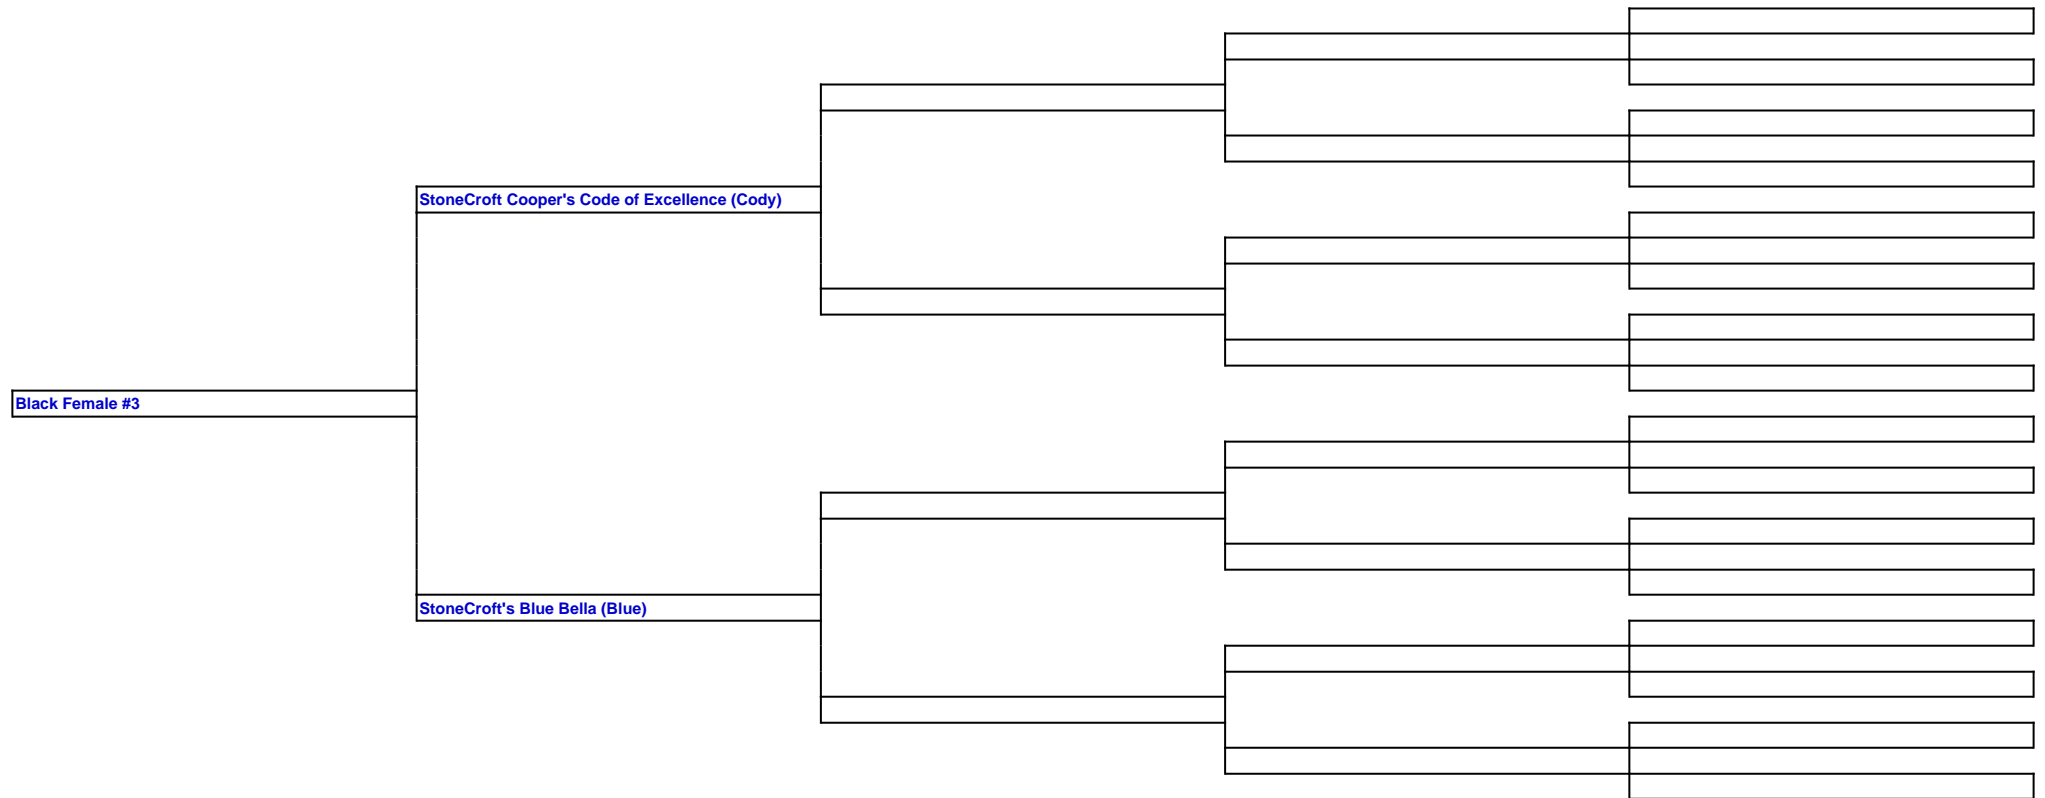 StoneCroft Cooper's Code of Excellence (Cody)
Black Female #3
StoneCroft's Blue Bella (Blue)